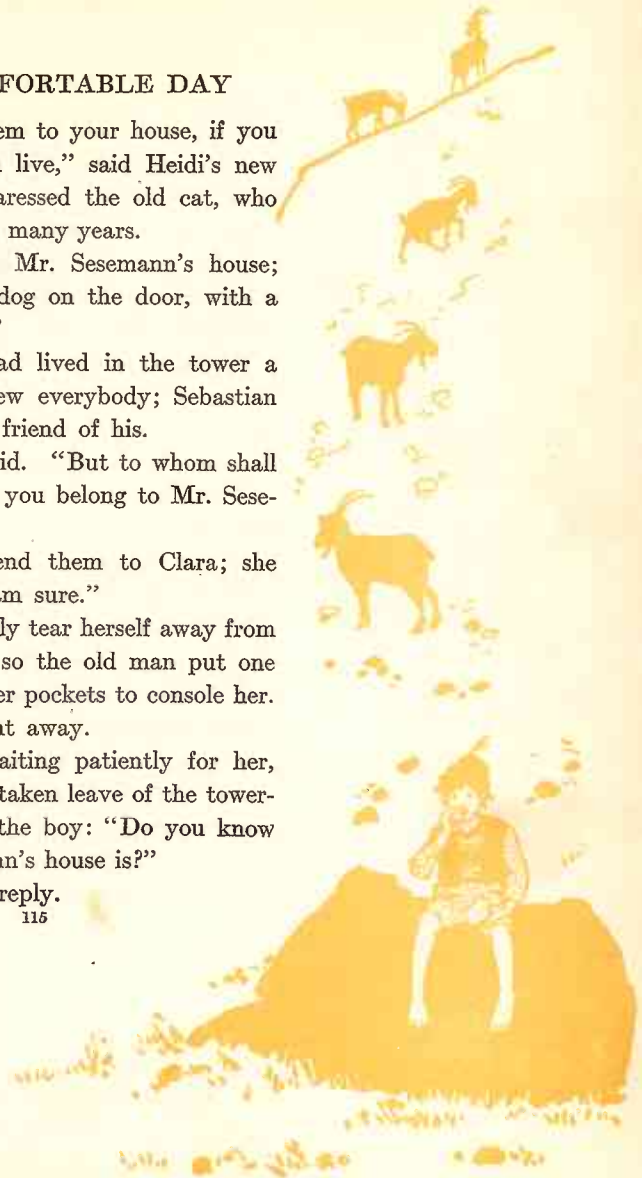 FORTABLE DAY
em to your house, if you
live,” said Heidi's new
aressed the old cat, who
many years.
Mr. Sesemann's house;
dog on the door, with a
ad lived in the tower a
ew everybody; Sebastian
friend of his.
id. “But to whom shall
you belong to Mr. Sese-
end them to Clara; she
m sure.”
ly tear herself away from
so the old man put one
er pockets to console her.
t away.
aiting patiently for her,
taken leave of the tower-
the boy: “Do you know
n's house is?”
reply.
115